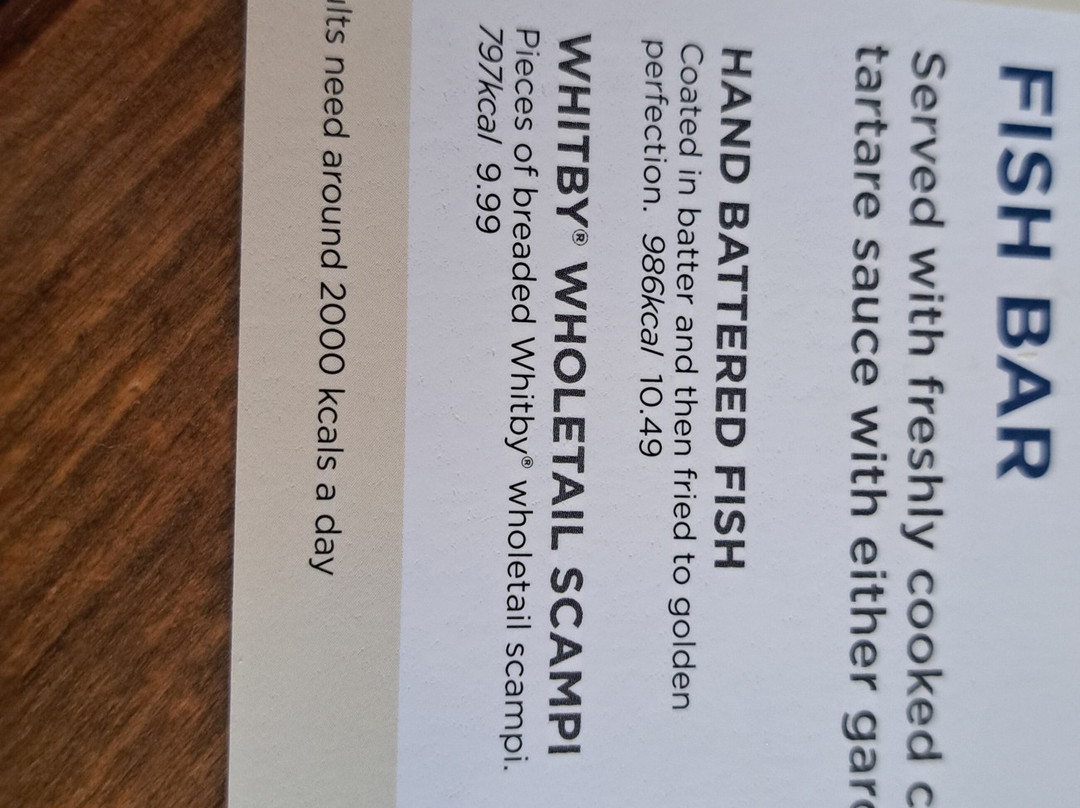 FISH BAR
Served with freshly cooked
tartare sauce with either
HAND BATTERED FISH
Coated in batter and then fried to golden
perfection. 986kcal 10.49
WHITBY® WHOLETAIL SCAMPI
Pieces of breaded Whitby® wholetail scampi.
797kcal 9.99
need around 2000 kcals a day